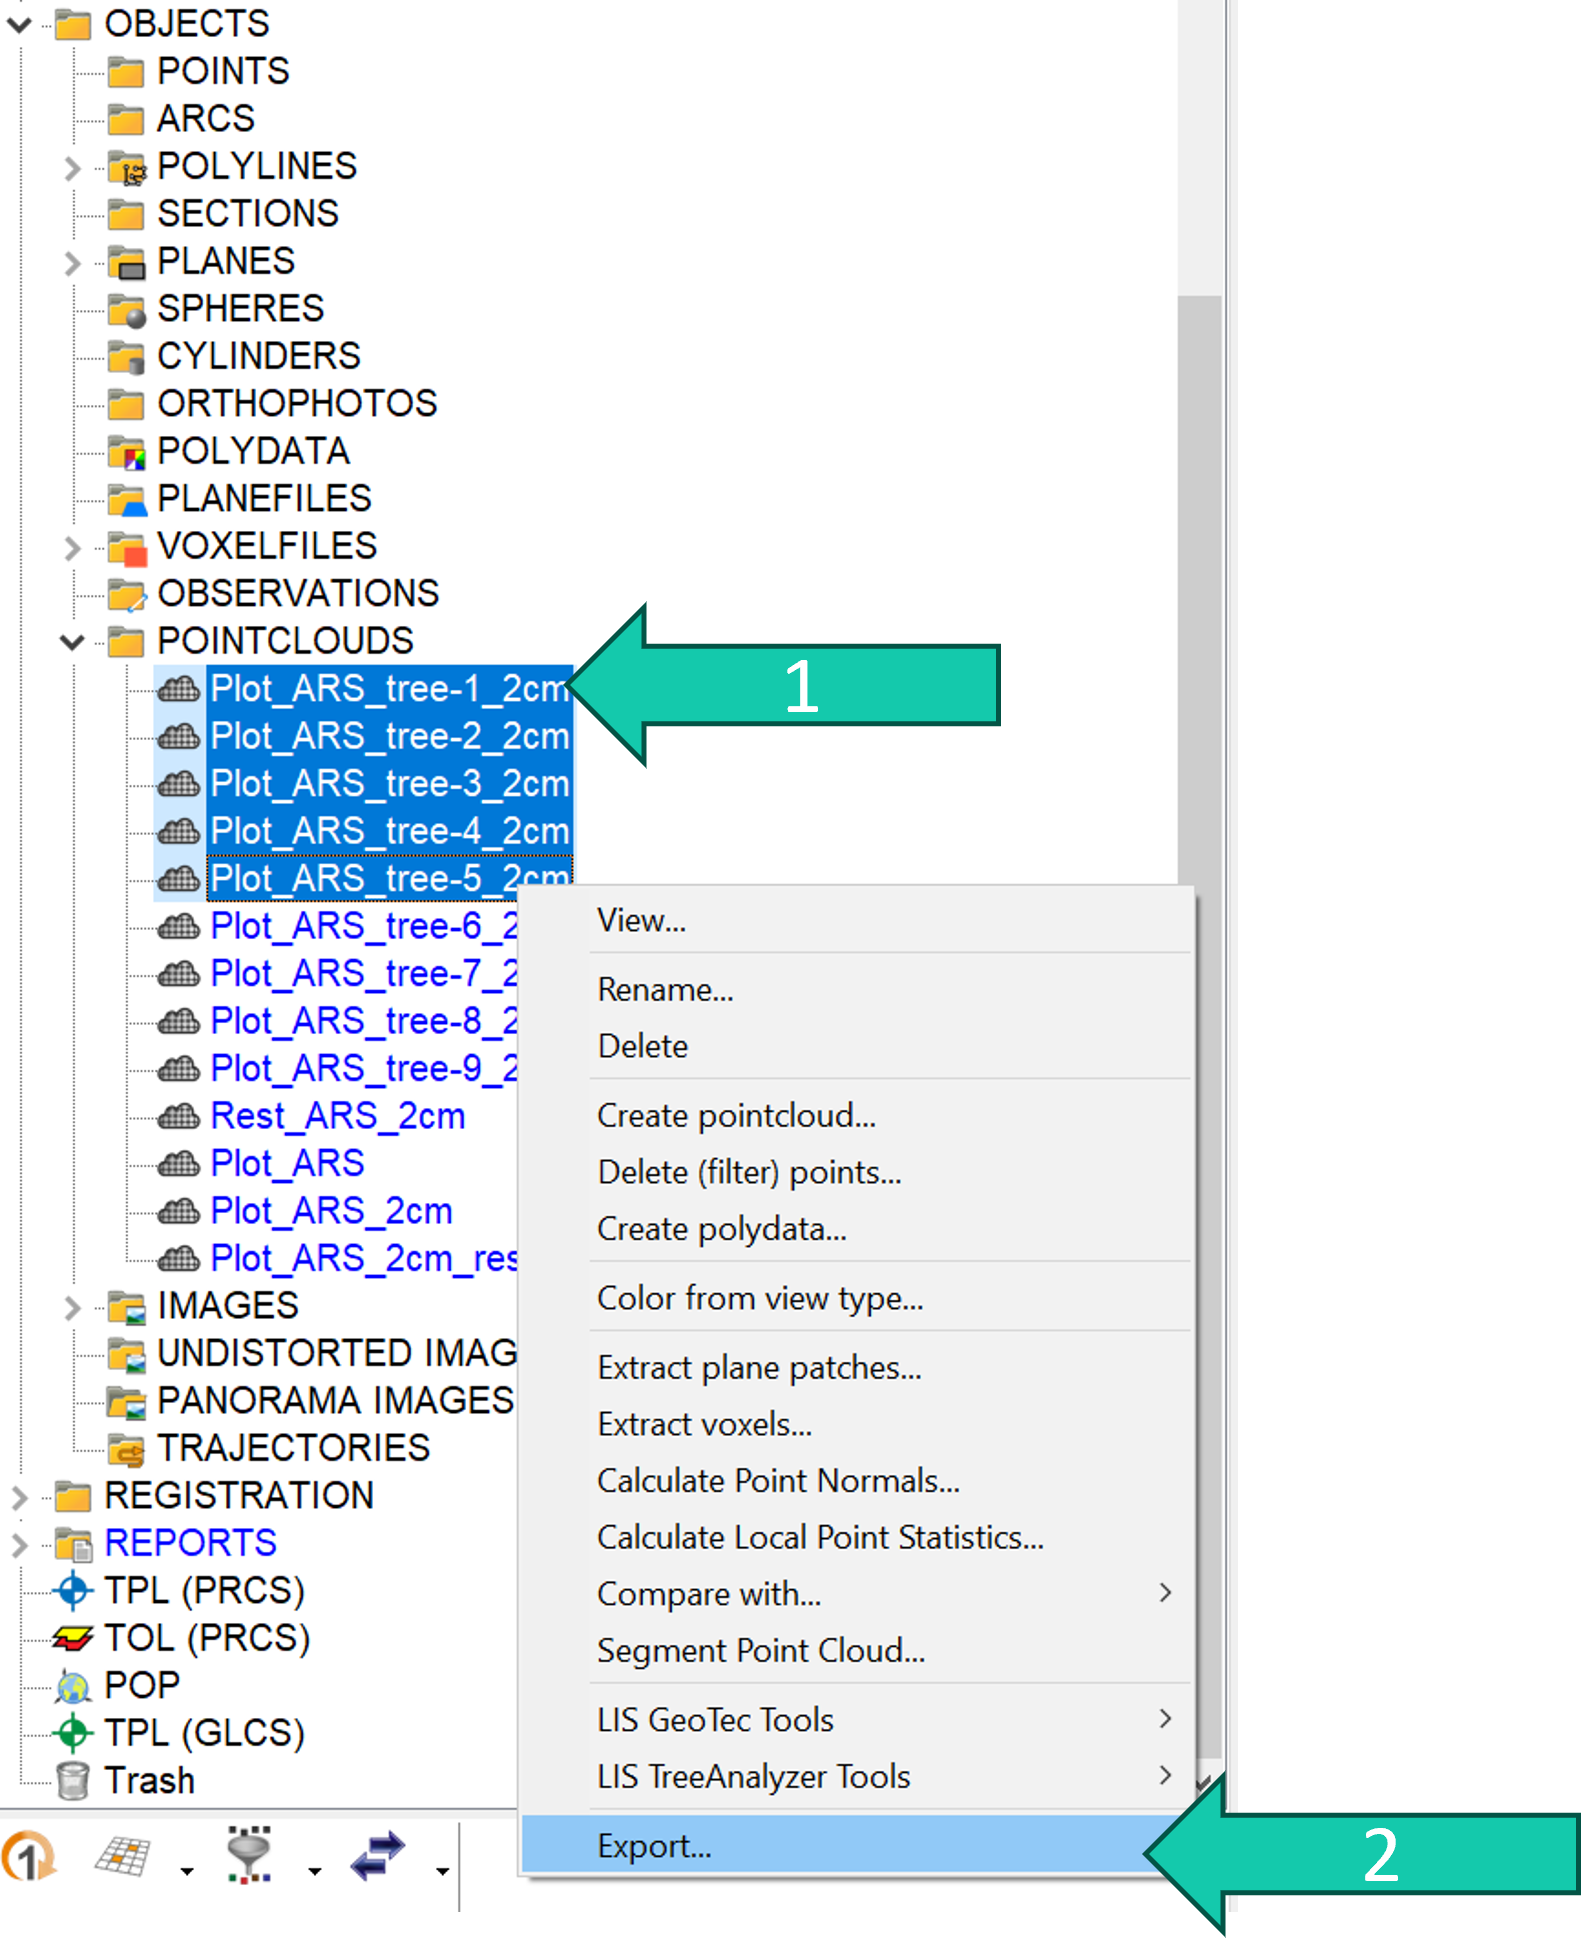 OBJECTS
POINTS
ARCS
POLYLINES
SECTIONS
PLANES
SPHERES
CYLINDERS
ORTHOPHOTOS
POLYDATA
PLANEFILES
VOXELFILES
OBSERVATIONS
POINTCLOUDS
Plot_ARS_tree-1_2cm
1
Plot_ARS_tree-2_2cm
Plot_ARS_tree-3_2cm
Plot_ARS_tree-4_2cm
Plot_ARS_tree-5_2cm
Plot_ARS_tree-6_2
Plot_ARS_tree-7_2
Plot_ARS_tree-8_2
Plot_ARS_tree-9_2
Rest_ARS_2cm
Plot_ARS
Plot_ARS_2cm
Plot_ARS_2cm_res
IMAGES
UNDISTORTED IMAG
PANORAMA IMAGES
TRAJECTORIES
REGISTRATION
REPORTS
TPL (PRCS)
TOL (PRCS)
POP
TPL (GLCS)
Trash
1
View...
Rename...
Delete
Create pointcloud...
Delete (filter) points...
Create polydata...
Color from view type...
Extract plane patches...
Extract voxels...
Calculate Point Normals...
Calculate Local Point Statistics...
Compare with...
Segment Point Cloud...
LIS GeoTec Tools
LIS TreeAnalyzer Tools
Export...
2